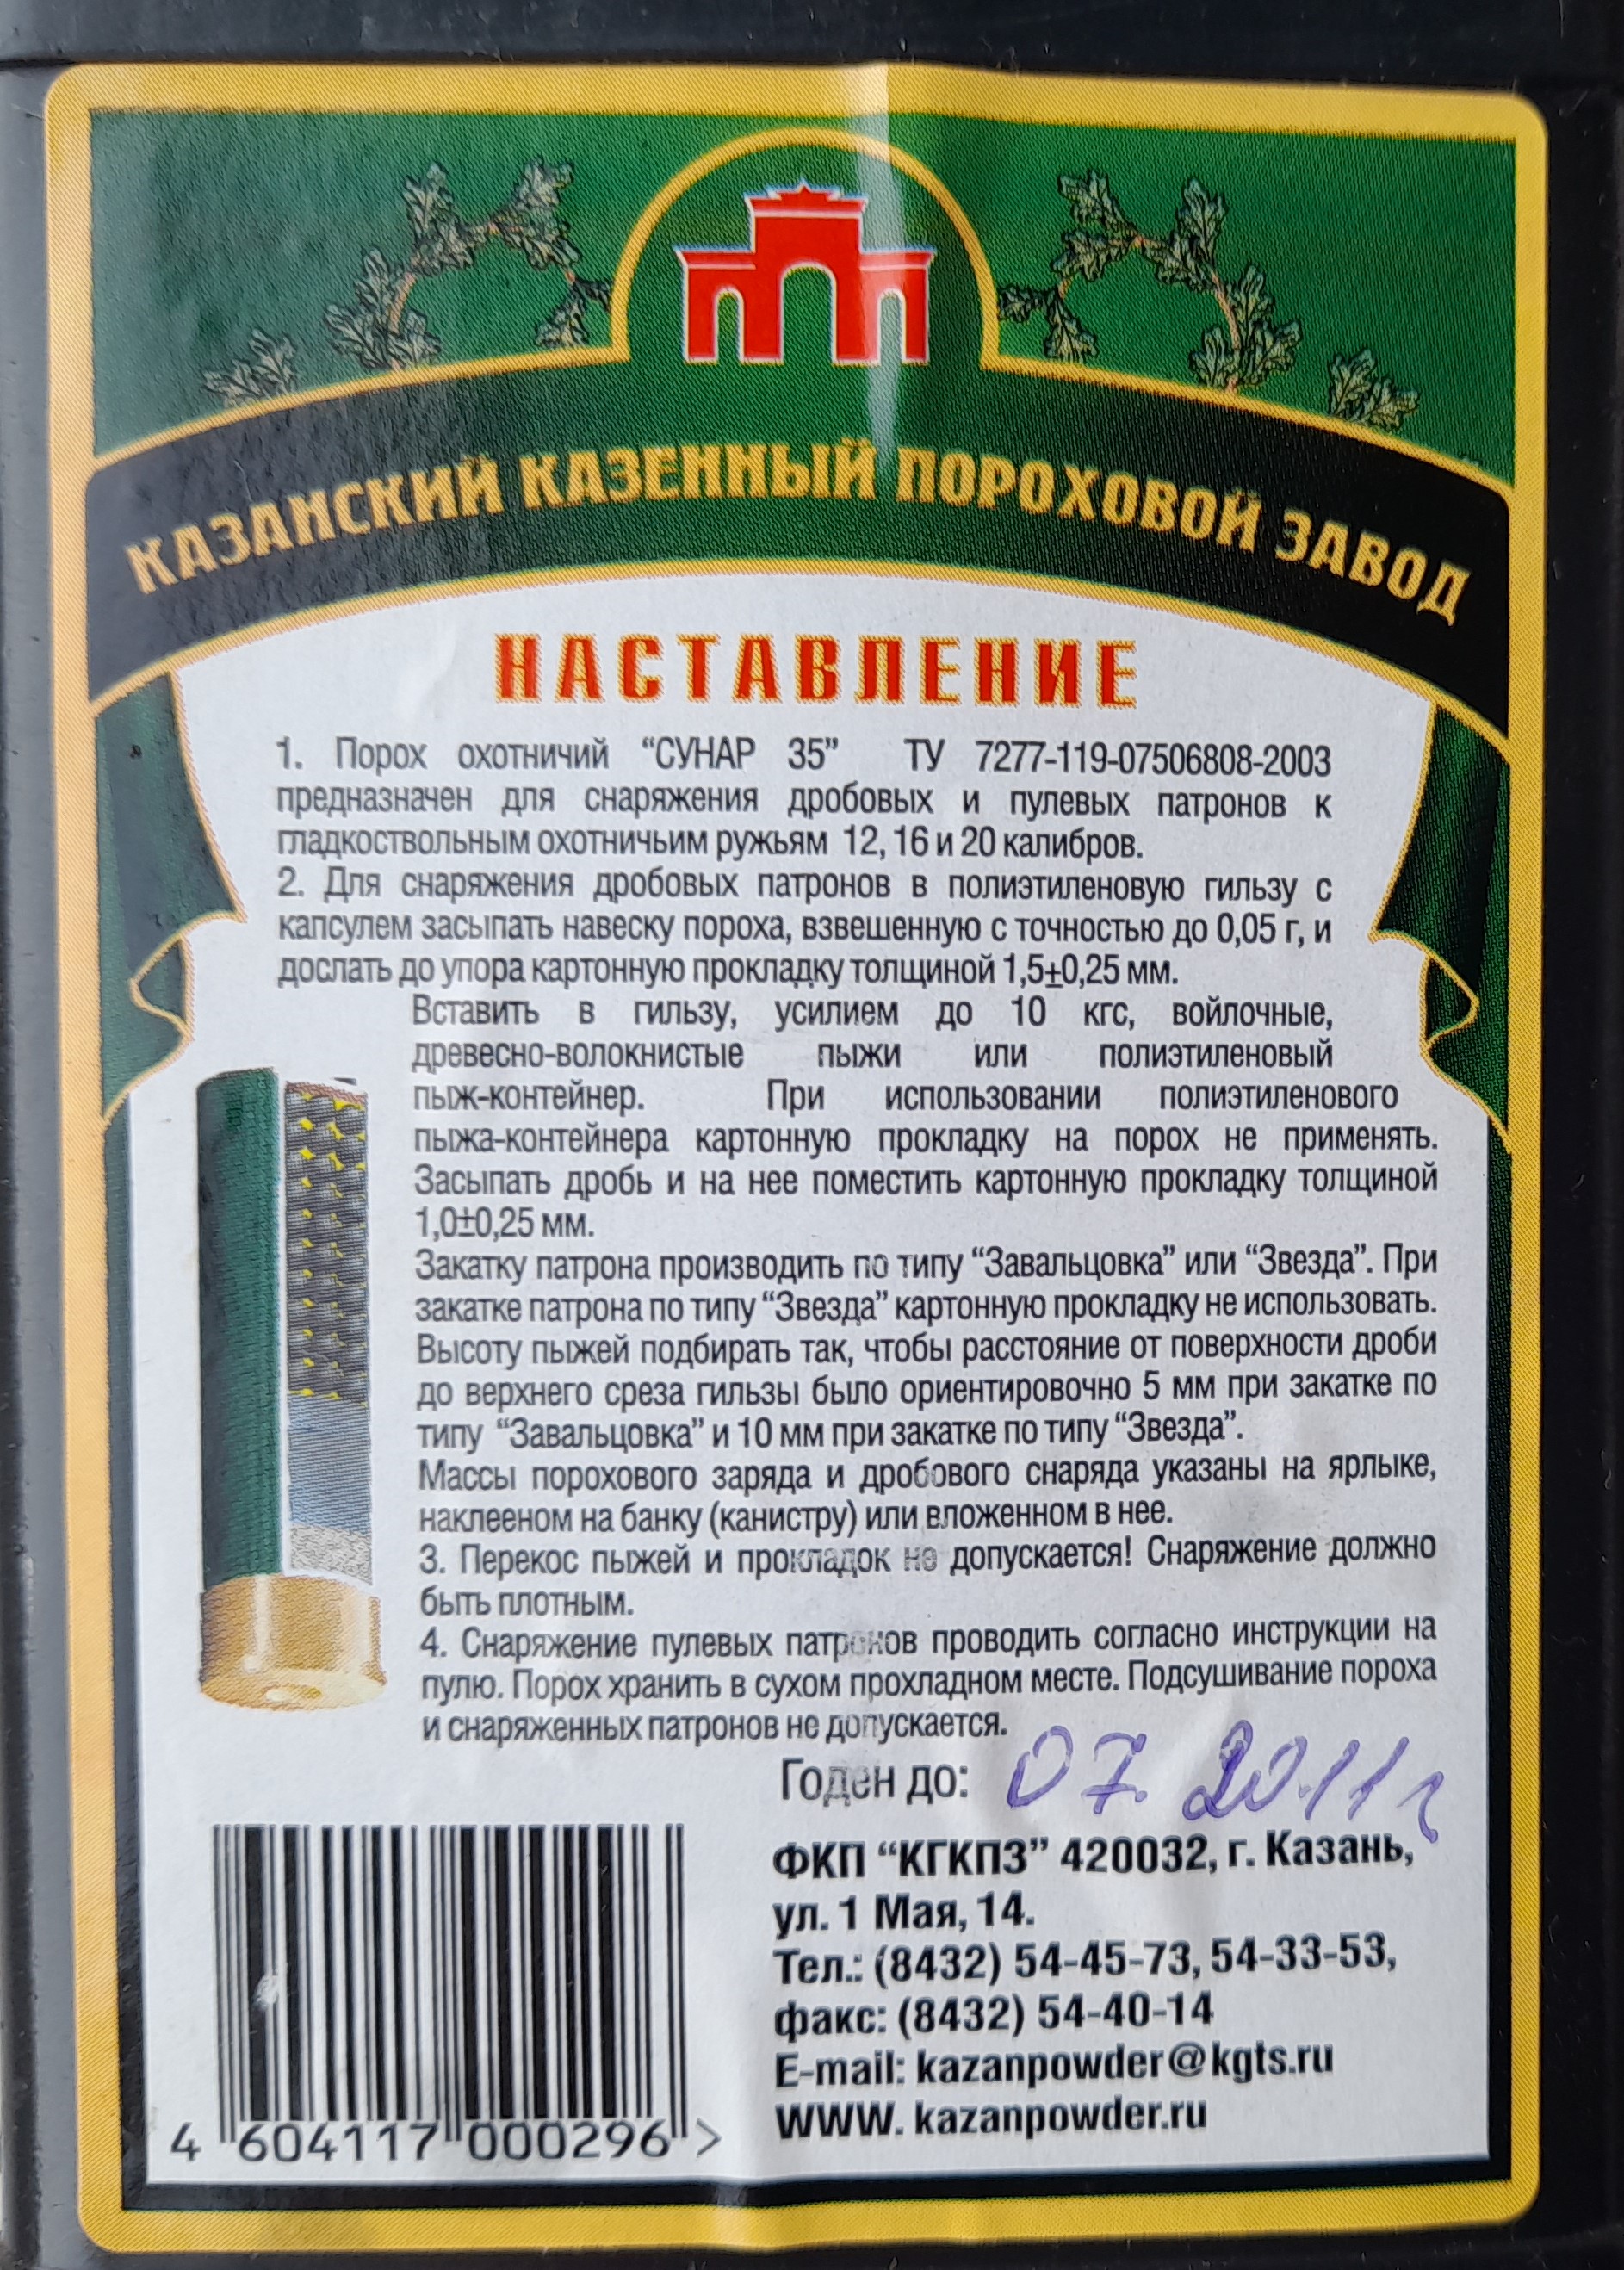 КАЗАНСКИЙ КАЗЕННЫЙ ПОРОХОВОЙ ЗАВОД
НАСТАВЛЕНИЕ
1. Порох охотничий “СУНАР 35” ТУ 7277-119-07506808-2003
предназначен для снаряжения дробовых и пулевых патронов к
гладкоствольным охотничьим ружьям 12, 16 и 20 калибров.
2. Для снаряжения дробовых патронов в полиэтиленовую гильзу с
капсулем засыпать навеску пороха, взвешенную с точностью до 0,05 г, и
дослать до упора картонную прокладку толщиной 1,5±0,25 мм.
Вставить в гильзу, усилием до 10 кгс, войлочные,
древесно-волокнистые пыжи или полиэтиленовый
пыж-контейнер. При использовании полиэтиленового
пыжа-контейнера картонную прокладку на порох не применять.
Засыпать дробь и на нее поместить картонную прокладку толщиной
1,0±0,25 мм.
Закатку патрона производить по типу “Завальцовка” или “Звезда”. При
закатке патрона по типу “Звезда” картонную прокладку не использовать.
Высоту пыжей подбирать так, чтобы расстояние от поверхности дроби
до верхнего среза гильзы было ориентировочно 5 мм при закатке по
типу “Завальцовка” и 10 мм при закатке по типу “Звезда”.
Массы порохового заряда и дробового снаряда указаны на ярлыке,
наклееном на банку (канистру) или вложенном в нее.
3. Перекос пыжей и прокладок не допускается! Снаряжение должно
быть плотным.
4. Снаряжение пулевых патронов проводить согласно инструкции на
пулю. Порох хранить в сухом прохладном месте. Подсушивание пороха
и снаряженных патронов не допускается.
Годен до: 07. 2011 г
ФКП “КГКПЗ” 420032, г. Казань,
ул. 1 Мая, 14.
Тел.: (8432) 54-45-73, 54-33-53,
факс: (8432) 54-40-14
E-mail: kazanpowder@kgts.ru
WWW. kazanpowder.ru
4 604117 000296 >